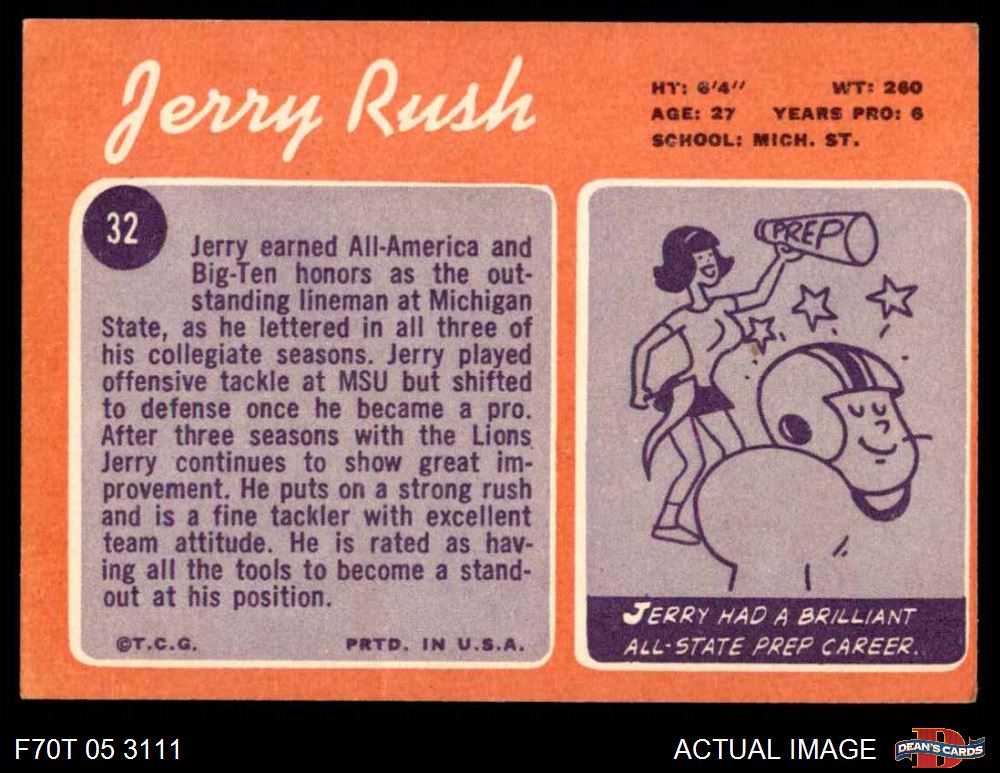 Jerry Rush
HT: 6'4" WT: 260
AGE: 27 YEARS PRO: 6
SCHOOL: MICH. ST.
32
Jerry earned All-America and
Big-Ten honors as the out-
standing lineman at Michigan
State, as he lettered in all three of
his collegiate seasons. Jerry played
offensive tackle at MSU but shifted
to defense once he became a pro.
After three seasons with the Lions
Jerry continues to show great im-
provement. He puts on a strong rush
and is a fine tackler with excellent
team attitude. He is rated as hav-
ing all the tools to become a stand-
out at his position.
©T.C.G. PRTD. IN U.S.A.
PREP
JERRY HAD A BRILLIANT
ALL-STATE PREP CAREER.
F70T 05 3111
ACTUAL IMAGE
D
DEAN'S CARDS